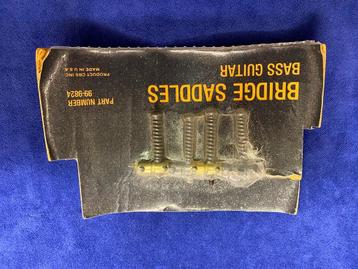 BRIDGE SADDLES
BASS GUITAR
PART NUMBER
99-9824
PRODUCT CBS INC.
MADE IN U.S.A.